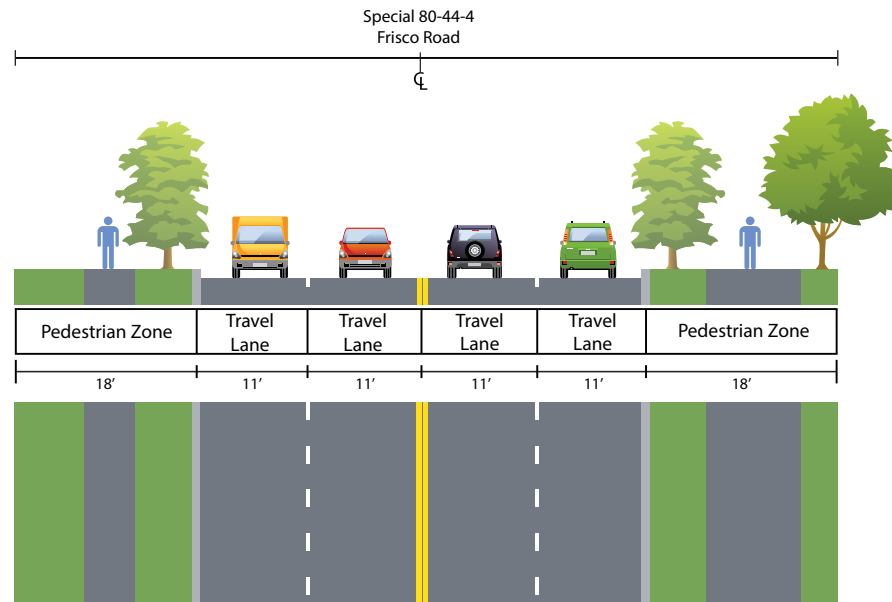 Special 80-44-4
Frisco Road
℄
Pedestrian Zone
Travel
Lane
Travel
Lane
Travel
Lane
Travel
Lane
Pedestrian Zone
18’
11’
11’
11’
11’
18’